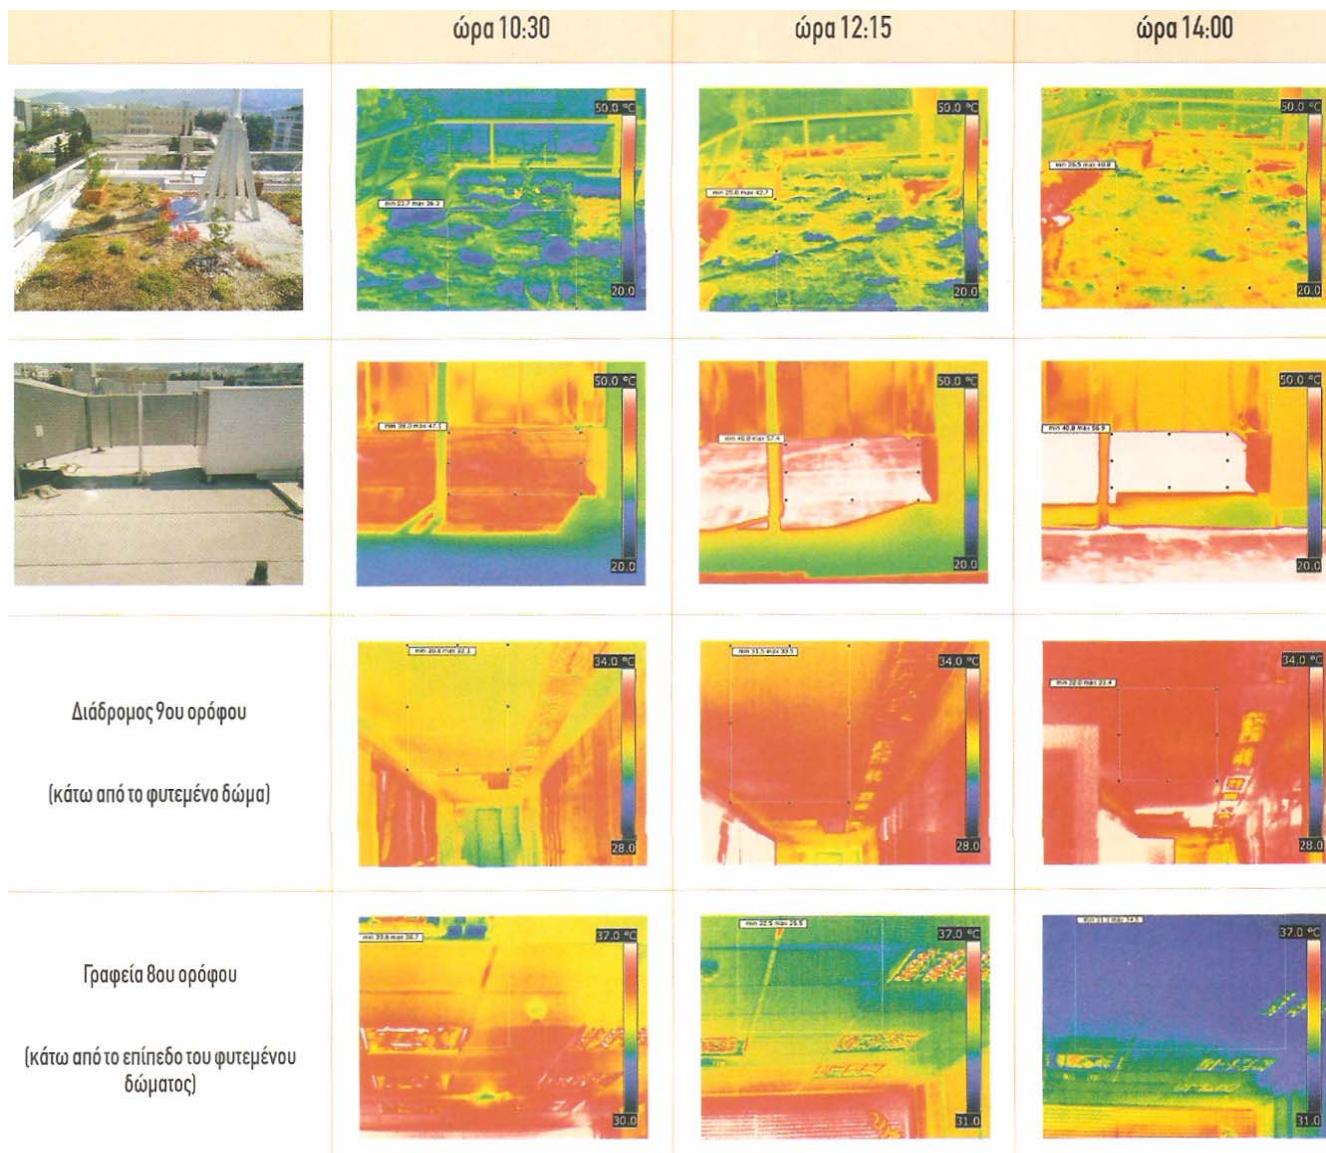 ώρα 10:30
ώρα 12:15
ώρα 14:00
50.0 °C
20.0
50.0 °C
20.0
50.0 °C
20.0
50.0 °C
20.0
50.0 °C
20.0
50.0 °C
20.0
Διάδρομος 9ου ορόφου
(κάτω από το φυτεμένο δώμα)
34.0 °C
28.0
34.0 °C
28.0
34.0 °C
28.0
Γραφεία 8ου ορόφου
(κάτω από το επίπεδο του φυτεμένου
δώματος)
37.0 °C
30.0
37.0 °C
31.0
37.0 °C
31.0